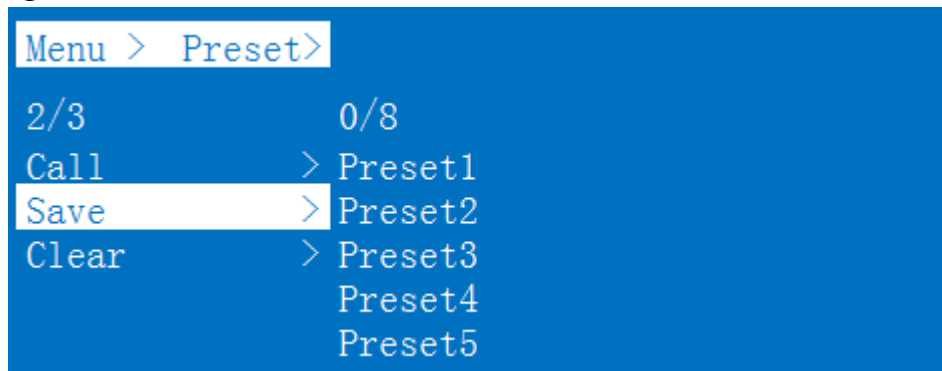 Menu > Preset>
2/3 0/8
Call > Preset1
Save > Preset2
Clear > Preset3
Preset4
Preset5